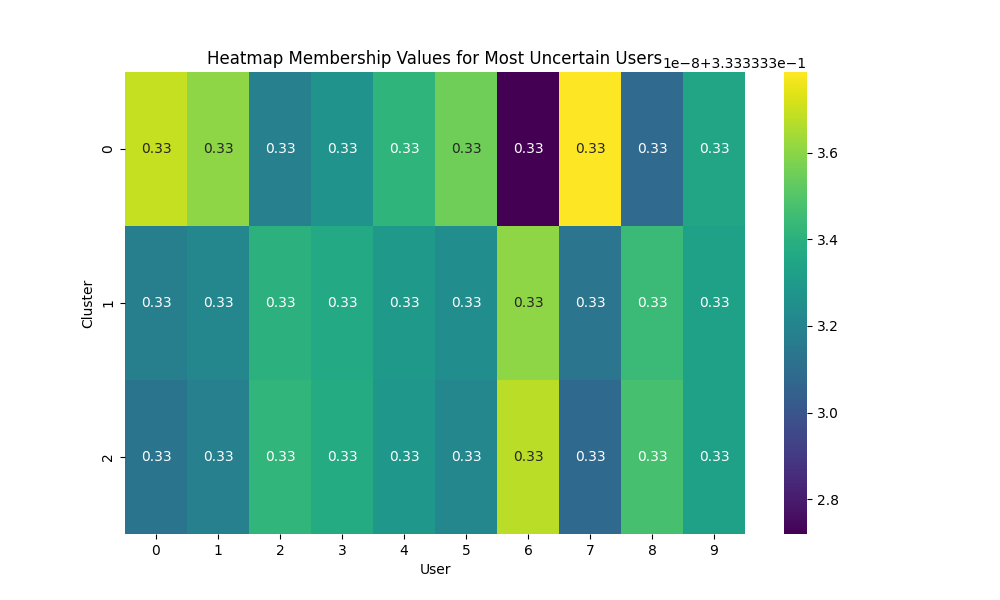 Heatmap Membership Values for Most Uncertain Users
1e−8+3.333333e−1
0 0.33 0.33 0.33 0.33 0.33 0.33 0.33 0.33 0.33 0.33
3.6
3.4
Cluster
1 0.33 0.33 0.33 0.33 0.33 0.33 0.33 0.33 0.33 0.33
3.2
3.0
2 0.33 0.33 0.33 0.33 0.33 0.33 0.33 0.33 0.33 0.33
2.8
0 1 2 3 4 5 6 7 8 9
User